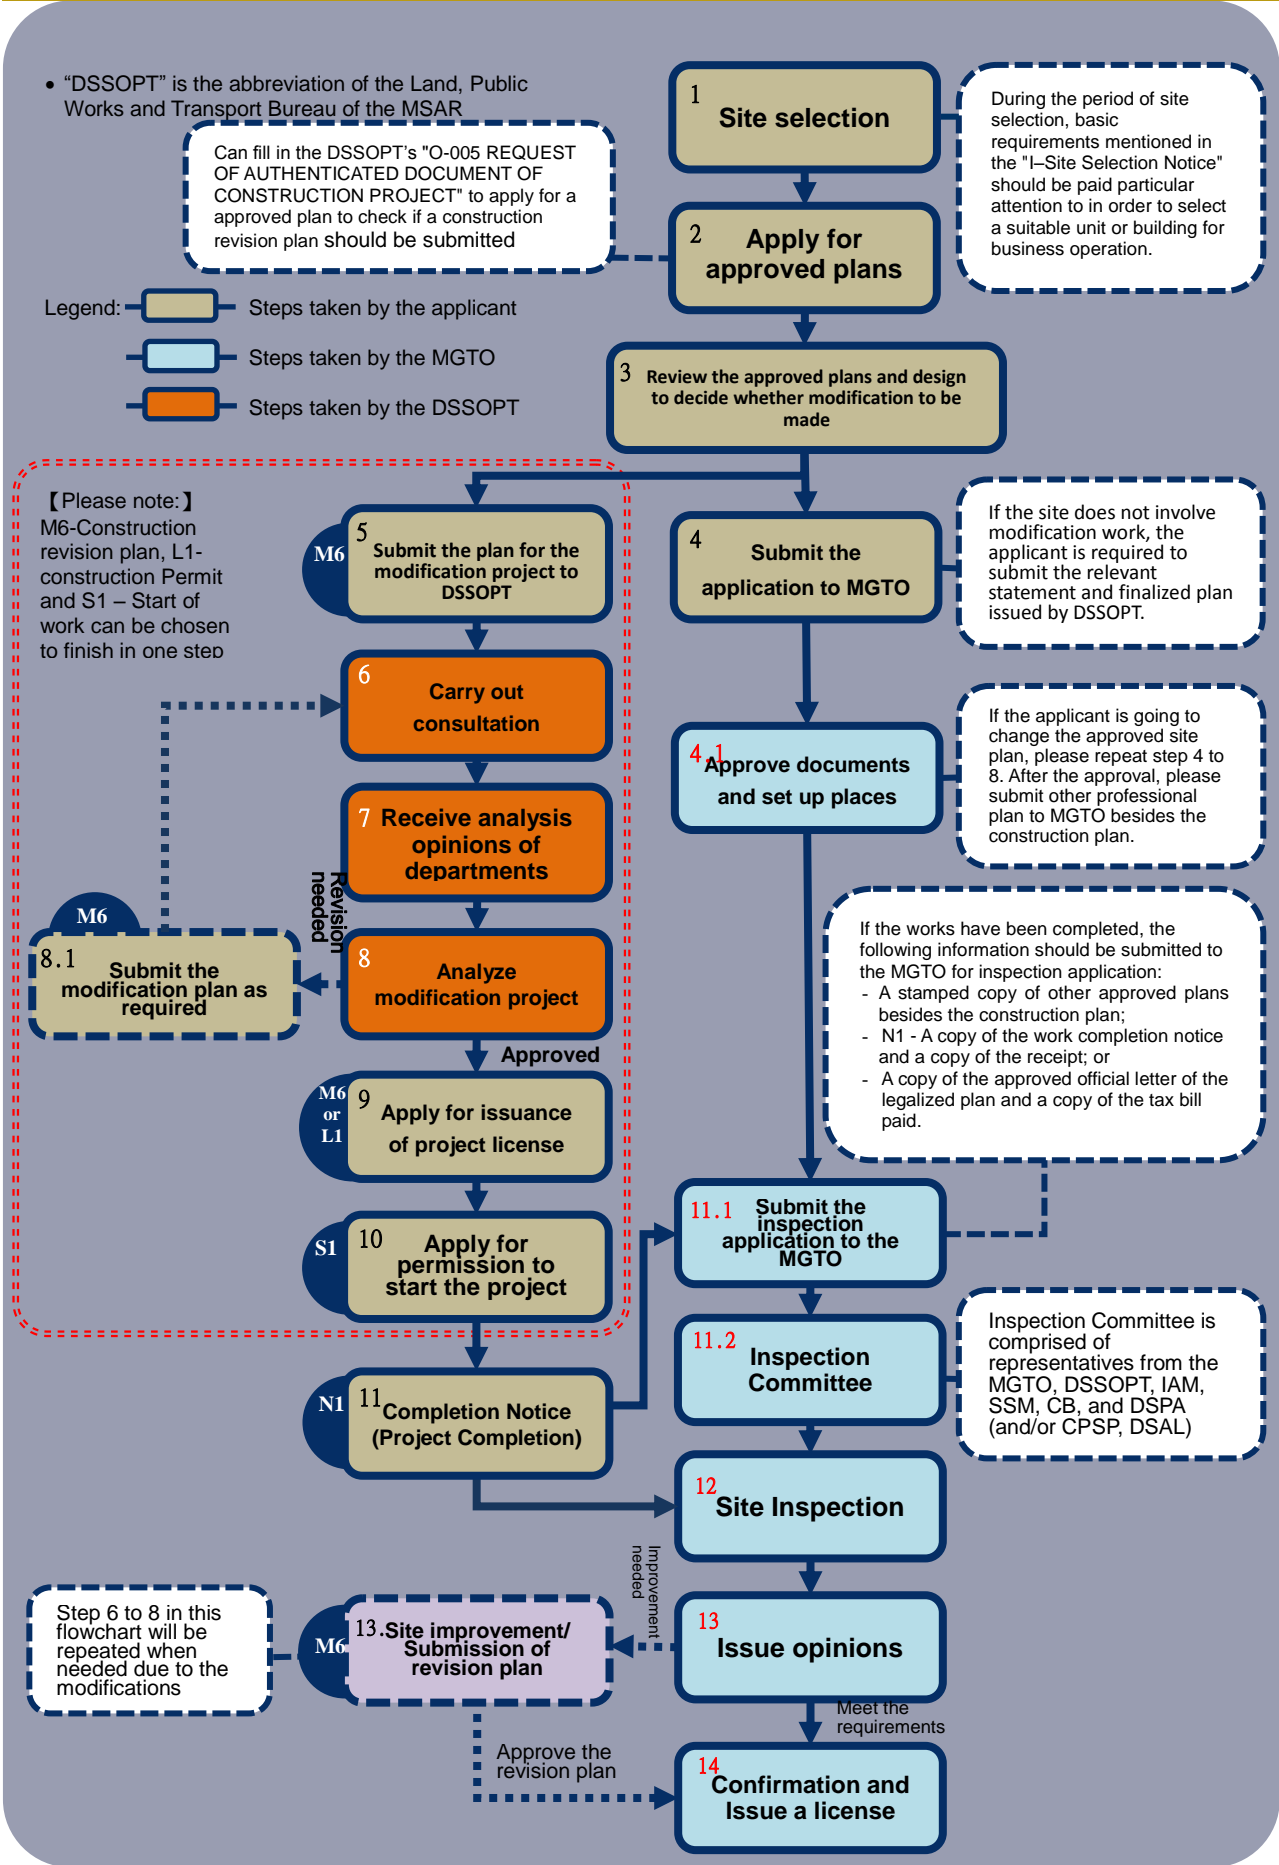 • “DSSOPT” is the abbreviation of the Land, Public
Works and Transport Bureau of the MSAR
1
Site selection
During the period of site
selection, basic
requirements mentioned in
the "I–Site Selection Notice"
should be paid particular
attention to in order to select
a suitable unit or building for
business operation.
Can fill in the DSSOPT's "O-005 REQUEST
OF AUTHENTICATED DOCUMENT OF
CONSTRUCTION PROJECT" to apply for a
approved plan to check if a construction
revision plan should be submitted
2
Apply for
approved plans
Legend:
Steps taken by the applicant
Steps taken by the MGTO
Steps taken by the DSSOPT
3
Review the approved plans and design
to decide whether modification to be
made
【Please note:】
M6-Construction
revision plan, L1-
construction Permit
and S1 – Start of
work can be chosen
to finish in one step
M6
5
Submit the plan for the
modification project to
DSSOPT
4
Submit the
application to MGTO
If the site does not involve
modification work, the
applicant is required to
submit the relevant
statement and finalized plan
issued by DSSOPT.
6
Carry out
consultation
4.1
Approve documents
and set up places
If the applicant is going to
change the approved site
plan, please repeat step 4 to
8. After the approval, please
submit other professional
plan to MGTO besides the
construction plan.
7
Receive analysis
opinions of
departments
Revision
needed
M6
8.1
Submit the
modification plan as
required
8
Analyze
modification project
Approved
If the works have been completed, the
following information should be submitted to
the MGTO for inspection application:
- A stamped copy of other approved plans
besides the construction plan;
- N1 - A copy of the work completion notice
and a copy of the receipt; or
- A copy of the approved official letter of the
legalized plan and a copy of the tax bill
paid.
M6
or
L1
9
Apply for issuance
of project license
S1
10
Apply for
permission to
start the project
11.1
Submit the
inspection
application to the
MGTO
11.2
Inspection
Committee
Inspection Committee is
comprised of
representatives from the
MGTO, DSSOPT, IAM,
SSM, CB, and DSPA
(and/or CPSP, DSAL)
N1
11
Completion Notice
(Project Completion)
12
Site Inspection
Improvement
needed
Step 6 to 8 in this
flowchart will be
repeated when
needed due to the
modifications
M6
13.
Site improvement/
Submission of
revision plan
13
Issue opinions
Meet the
requirements
Approve the
revision plan
14
Confirmation and
Issue a license